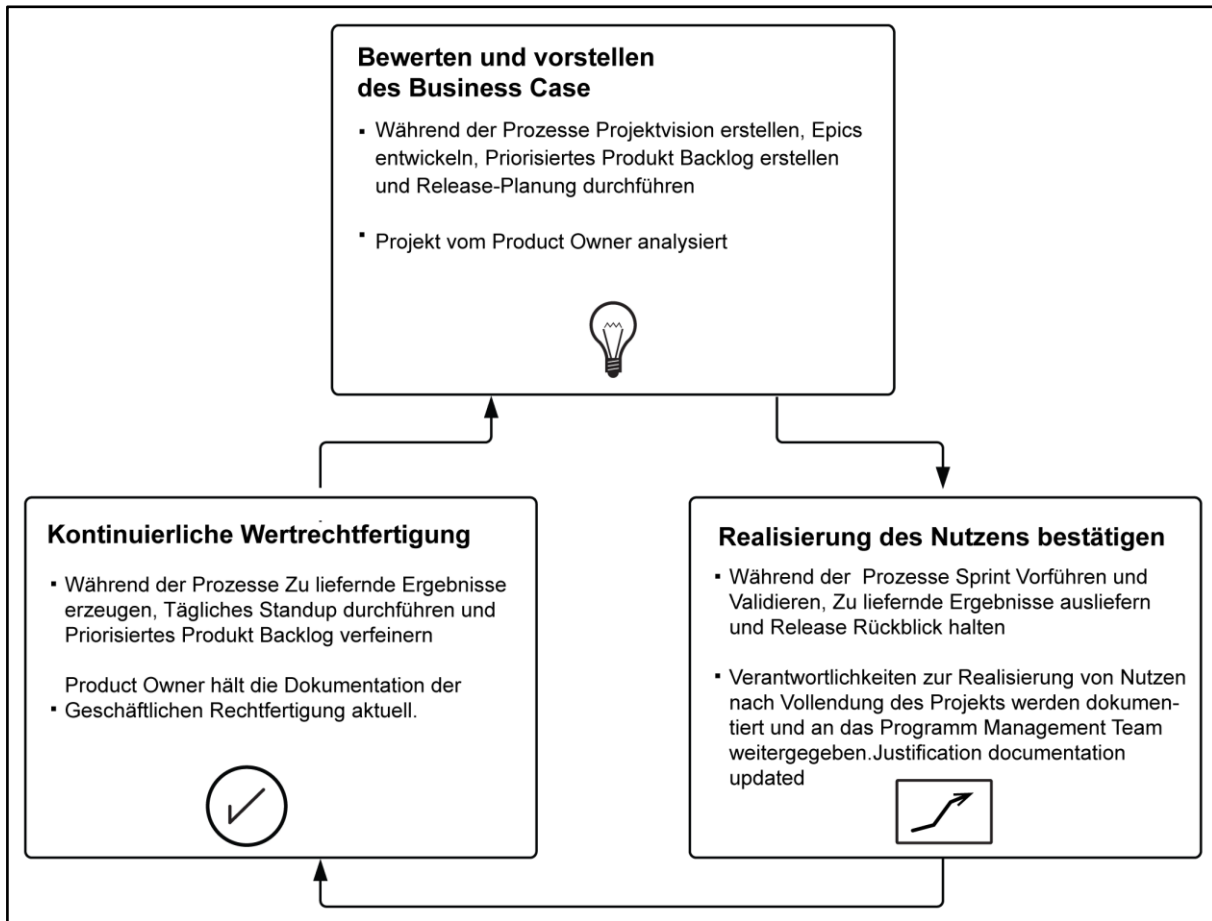 Bewerten und vorstellen
des Business Case
▪ Während der Prozesse Projektvision erstellen, Epics
entwickeln, Priorisiertes Produkt Backlog erstellen
und Release-Planung durchführen
▪ Projekt vom Product Owner analysiert
Kontinuierliche Wertrechtfertigung
▪ Während der Prozesse Zu liefernde Ergebnisse
erzeugen, Tägliches Standup durchführen und
Priorisiertes Produkt Backlog verfeinern
Product Owner hält die Dokumentation der
▪ Geschäftlichen Rechtfertigung aktuell.
Realisierung des Nutzens bestätigen
▪ Während der Prozesse Sprint Vorführen und
Validieren, Zu liefernde Ergebnisse ausliefern
und Release Rückblick halten
▪ Verantwortlichkeiten zur Realisierung von Nutzen
nach Vollendung des Projekts werden dokumen-
tiert und an das Programm Management Team
weitergegeben.Justification documentation
updated